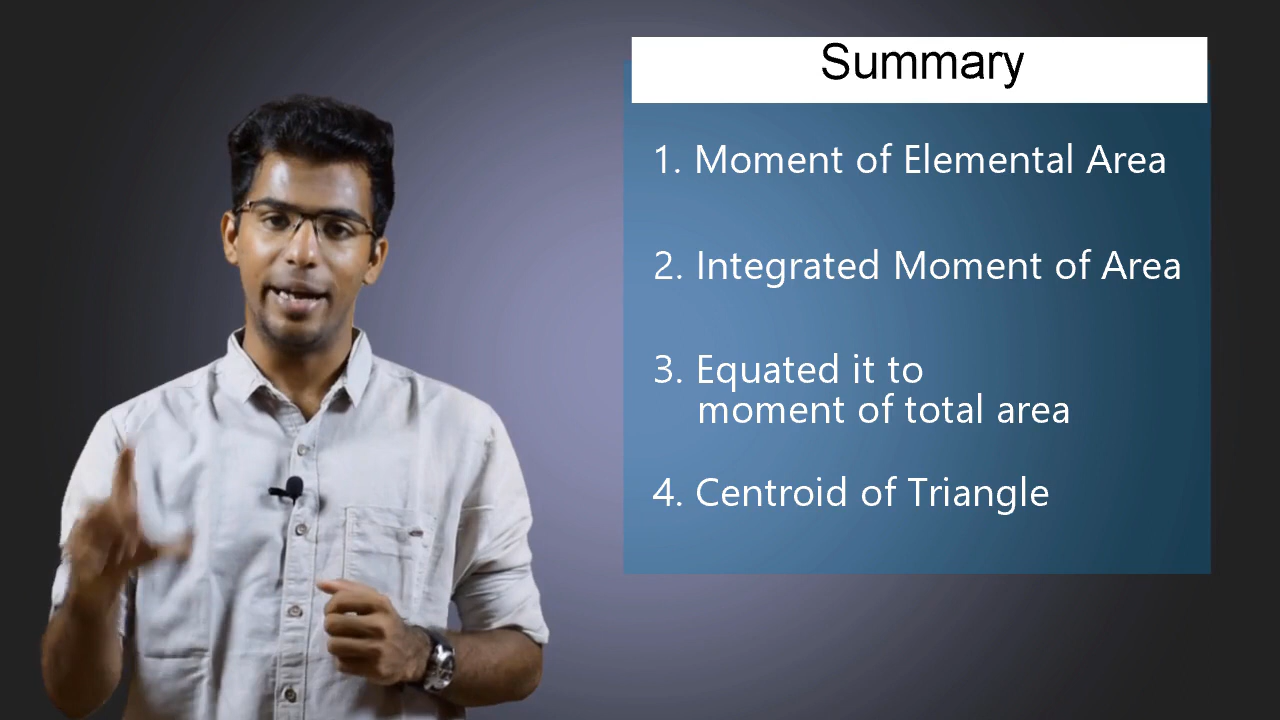 Summary
1. Moment of Elemental Area
2. Integrated Moment of Area
3. Equated it to
moment of total area
4. Centroid of Triangle